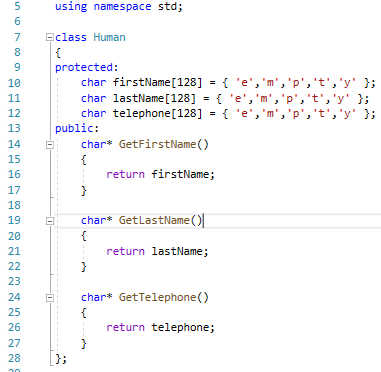 5 using namespace std;
6
7 class Human
8 {
9 protected:
10 char firstName[128] = { 'e','m','p','t','y' };
11 char lastName[128] = { 'e','m','p','t','y' };
12 char telephone[128] = { 'e','m','p','t','y' };
13 public:
14 char* GetFirstName()
15 {
16 return firstName;
17 }
18
19 char* GetLastName()
20 {
21 return lastName;
22 }
23
24 char* GetTelephone()
25 {
26 return telephone;
27 }
28 };